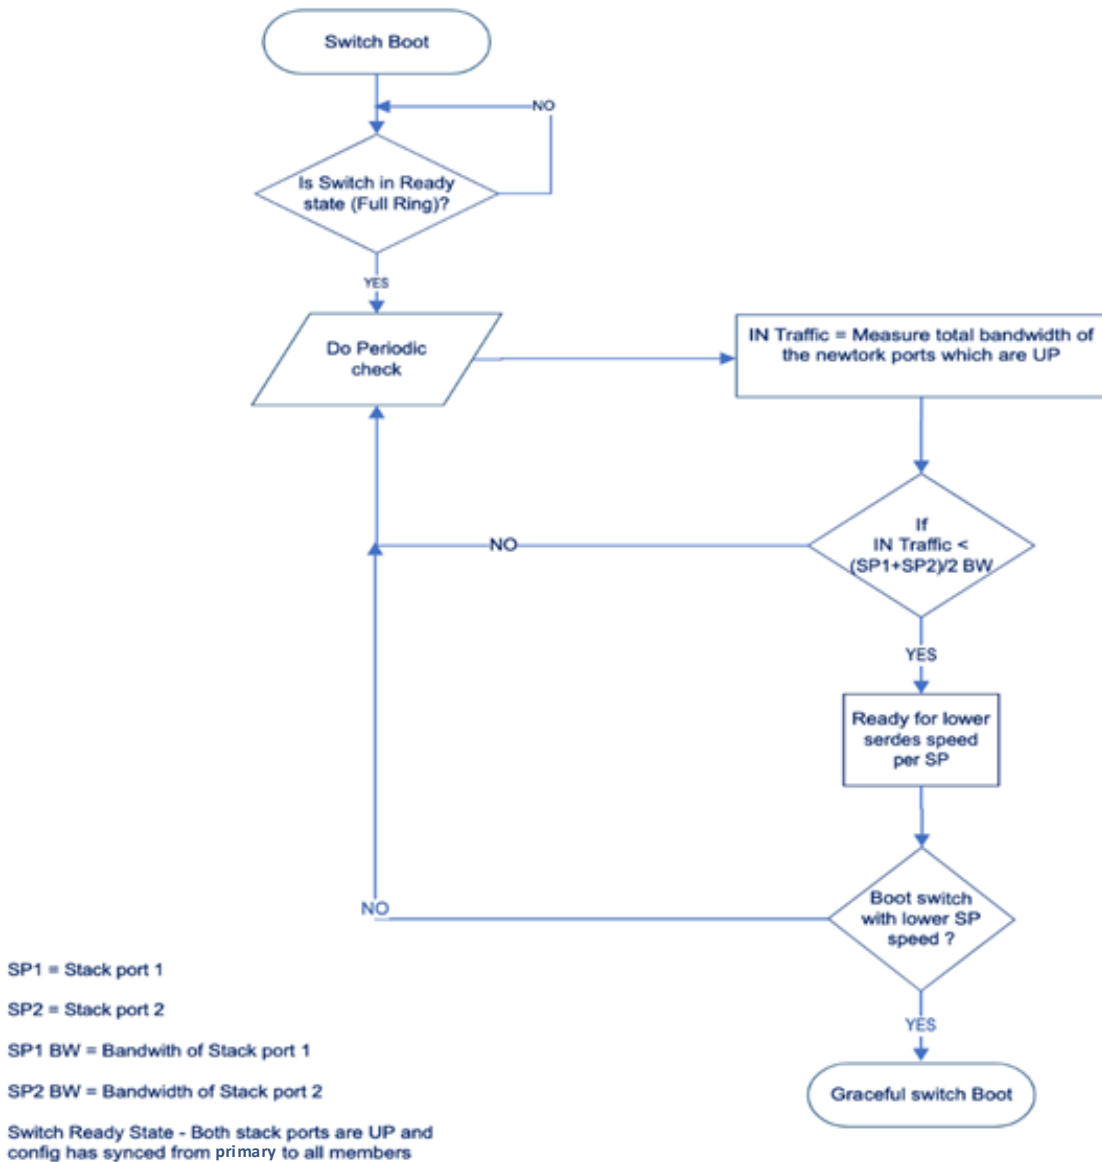 Switch Boot
NO
Is Switch in Ready
state (Full Ring)?
YES
Do Periodic
check
IN Traffic = Measure total bandwidth of
the newtork ports which are UP
If
IN Traffic <
(SP1+SP2)/2 BW
NO
YES
Ready for lower
serdes speed
per SP
Boot switch
with lower SP
speed ?
NO
YES
Graceful switch Boot
SP1 = Stack port 1
SP2 = Stack port 2
SP1 BW = Bandwith of Stack port 1
SP2 BW = Bandwidth of Stack port 2
Switch Ready State - Both stack ports are UP and
config has synced from primary to all members